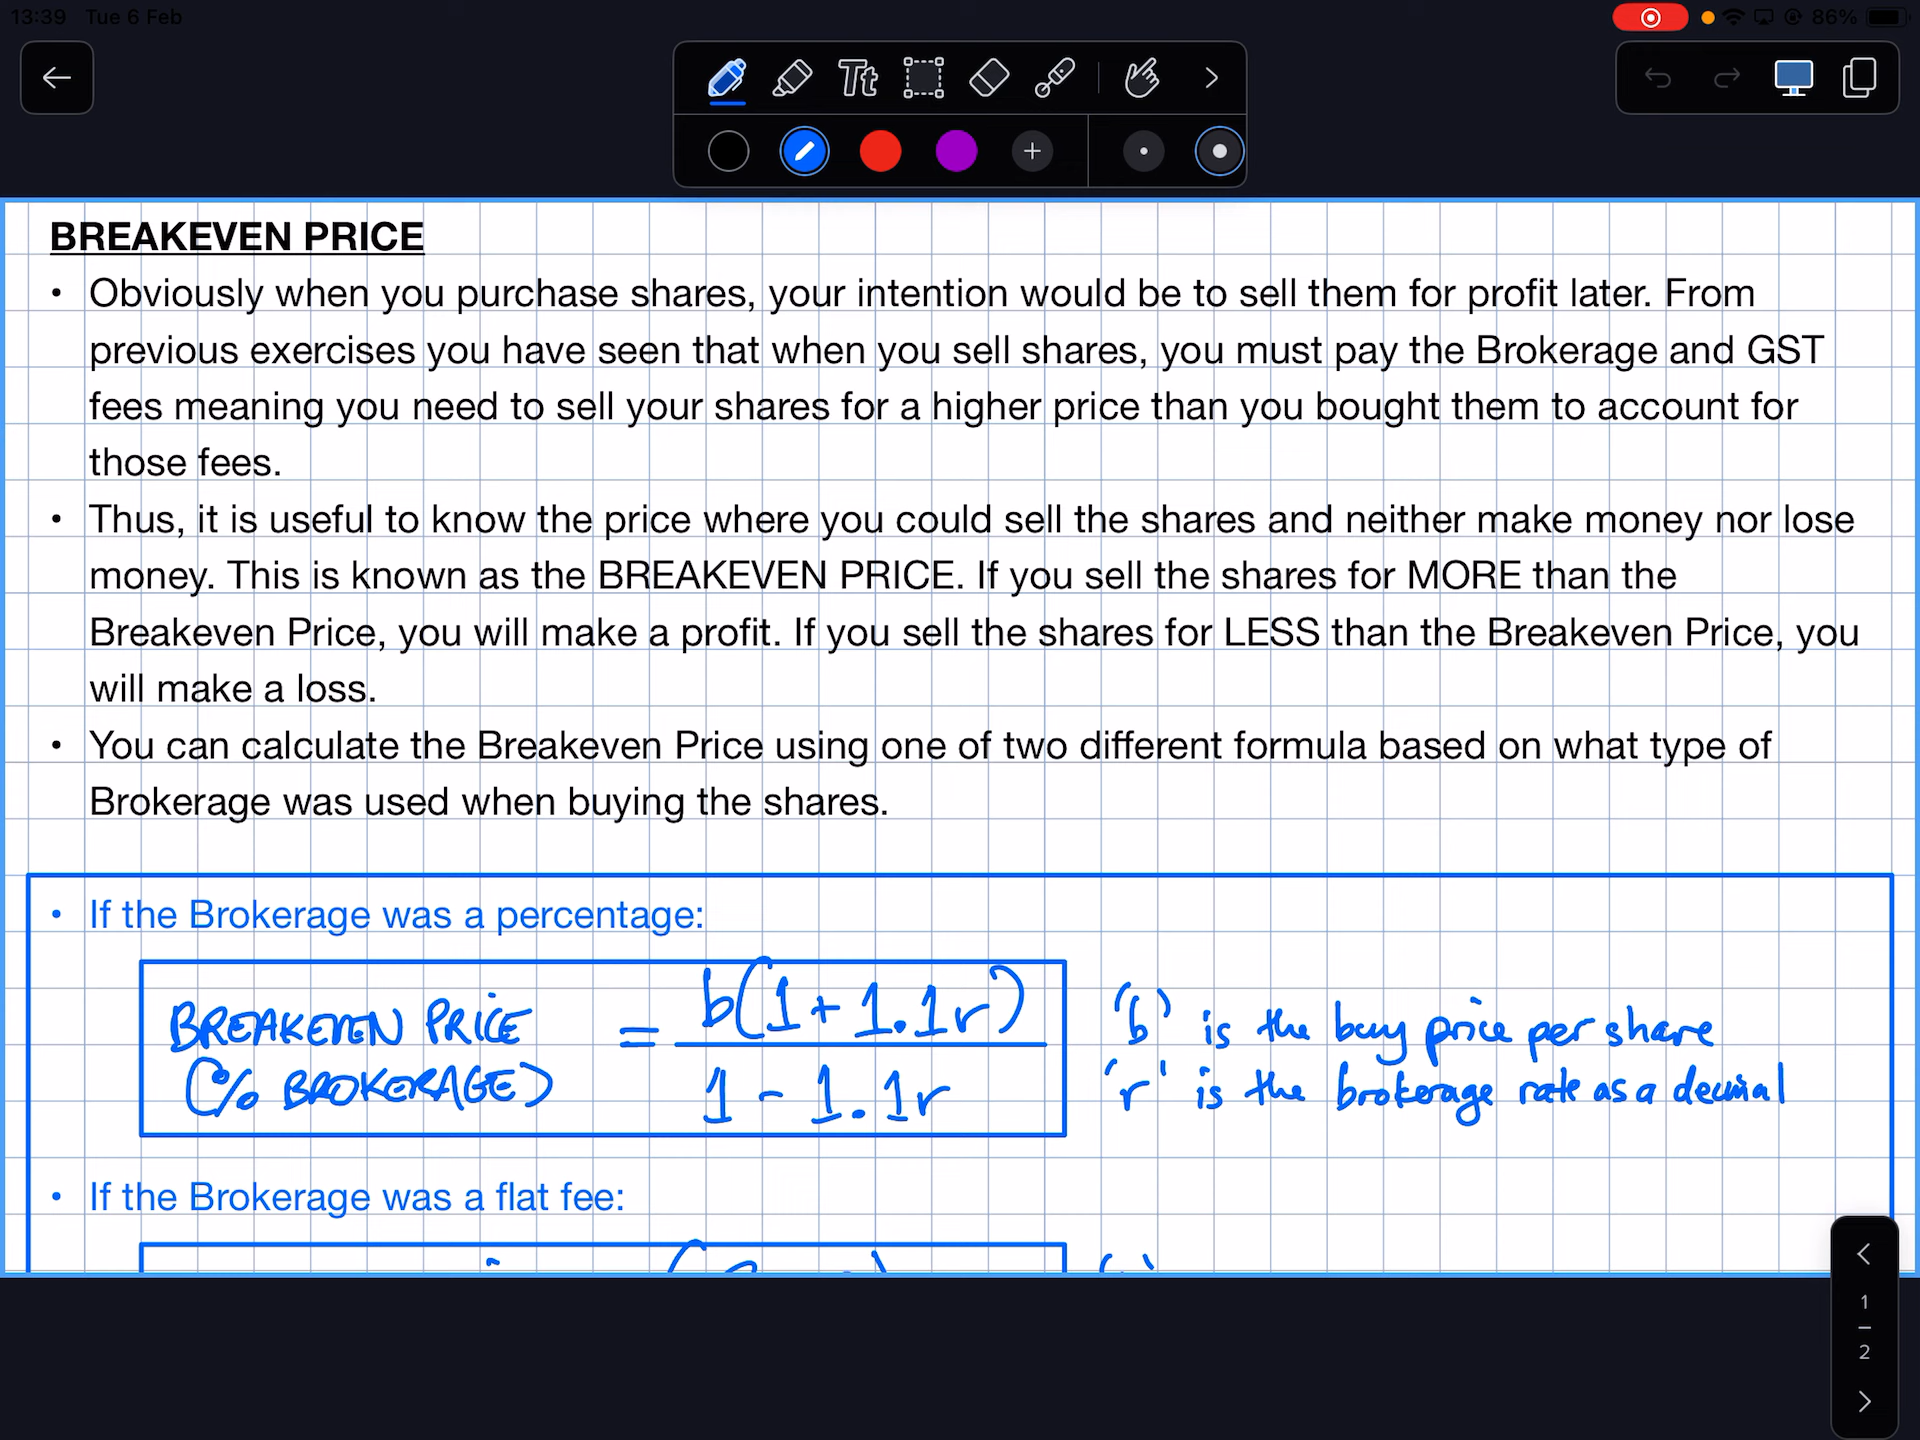 13:39 Tue 6 Feb
86%
Tt
BREAKEVEN PRICE
• Obviously when you purchase shares, your intention would be to sell them for profit later. From
previous exercises you have seen that when you sell shares, you must pay the Brokerage and GST
fees meaning you need to sell your shares for a higher price than you bought them to account for
those fees.
• Thus, it is useful to know the price where you could sell the shares and neither make money nor lose
money. This is known as the BREAKEVEN PRICE. If you sell the shares for MORE than the
Breakeven Price, you will make a profit. If you sell the shares for LESS than the Breakeven Price, you
will make a loss.
• You can calculate the Breakeven Price using one of two different formula based on what type of
Brokerage was used when buying the shares.
• If the Brokerage was a percentage:
BREAKEVEN PRICE
(% BROKERAGE)
= b(1 + 1.1r)
1 - 1.1r
'b' is the buy price per share
'r' is the brokerage rate as a decimal
• If the Brokerage was a flat fee:
1
2